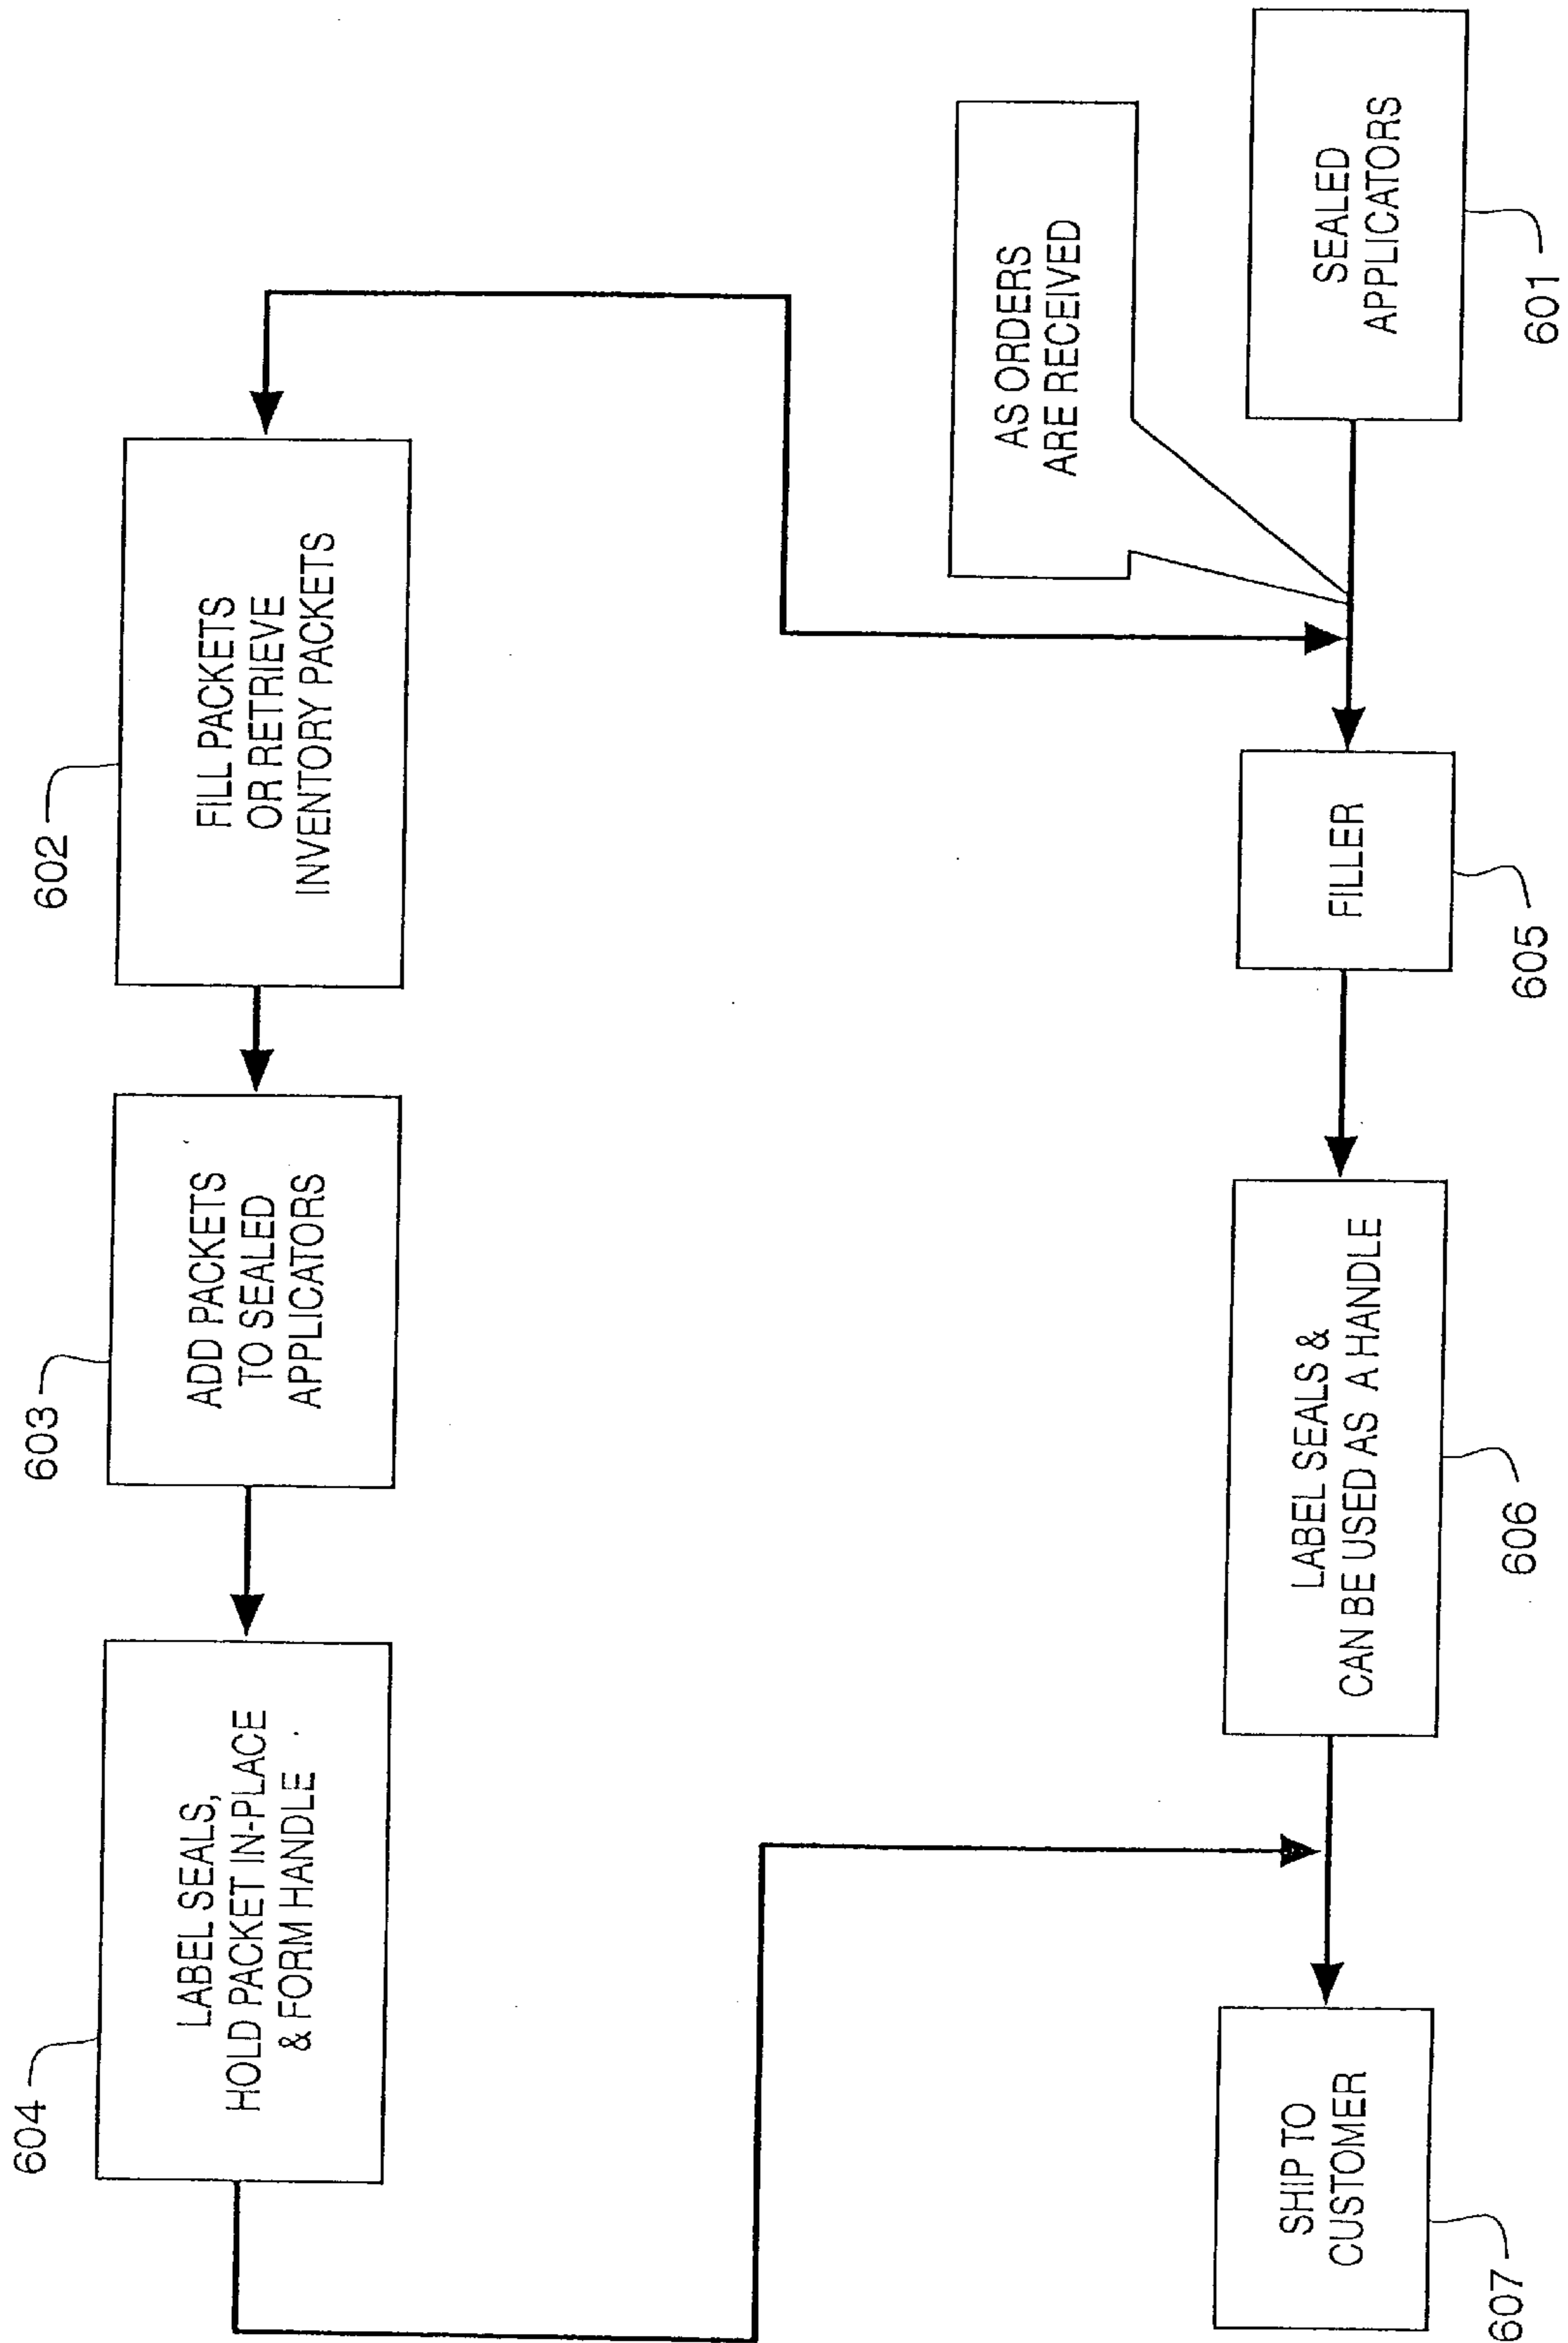 602
FILL PACKETS
OR RETRIEVE
INVENTORY PACKETS
603
ADD PACKETS
TO SEALED
APPLICATORS
604
LABEL SEALS,
HOLD PACKET IN-PLACE
& FORM HANDLE
AS ORDERS
ARE RECEIVED
SEALED
APPLICATORS
601
FILLER
605
LABEL SEALS &
CAN BE USED AS A HANDLE
606
SHIP TO
CUSTOMER
607